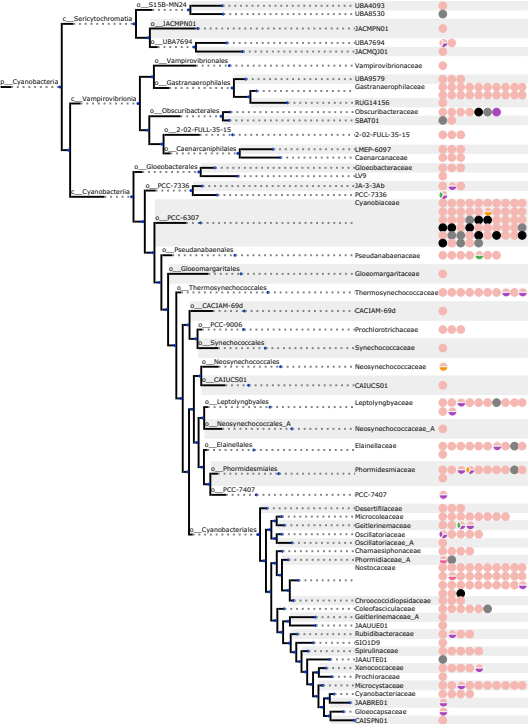 o__S15B-MN24
UBA4093
UBA8530
c__Sericytochromatia
o__JACMPN01
JACMPN01
o__UBA7694
UBA7694
JACMQJ01
o__Vampirovibrionales
Vampirovibrionaceae
p__Cyanobacteria
UBA9579
o__Gastranaerophilales
Gastranaerophilaceae
c__Vampirovibrionia
RUG14156
o__Obscuribacterales
Obscuribacteraceae
SBAT01
o__2-02-FULL-35-15
2-02-FULL-35-15
o__Caenarcaniphilales
LMEP-6097
Caenarcanaceae
o__Gloeobacterales
Gloeobacteraceae
LV9
o__PCC-7336
JA-3-3Ab
c__Cyanobacteriia
PCC-7336
Cyanobiaceae
o__PCC-6307
o__Pseudanabaenales
Pseudanabaenaceae
o__Gloeomargaritales
Gloeomargaritaceae
o__Thermosynechococcales
Thermosynechococcaceae
o__CACIAM-69d
CACIAM-69d
o__PCC-9006
Prochlorotrichaceae
o__Synechococcales
Synechococcaceae
o__Neosynechococcales
Neosynechococcaceae
o__CAIUCS01
CAIUCS01
o__Leptolyngbyales
Leptolyngbyaceae
o__Neosynechococcales_A
Neosynechococcaceae_A
o__Elainellales
Elainellaceae
o__Phormidesmiales
Phormidesmiaceae
o__PCC-7407
PCC-7407
Desertifilaceae
Microcoleaceae
o__Cyanobacteriales
Geitlerinemaceae
Oscillatoriaceae
Oscillatoriaceae_A
Chamaesiphonaceae
Phormidiaceae_A
Nostocaceae
Chroococcidiopsidaceae
Coleofasciculaceae
Geitlerinemaceae_A
JAAUUE01
Rubidibacteraceae
SIO1D9
Spirulinaceae
JAAUTE01
Xenococcaceae
Prochloraceae
Microcystaceae
Cyanobacteriaceae
JAABRE01
Gloeocapsaceae
CAISPN01